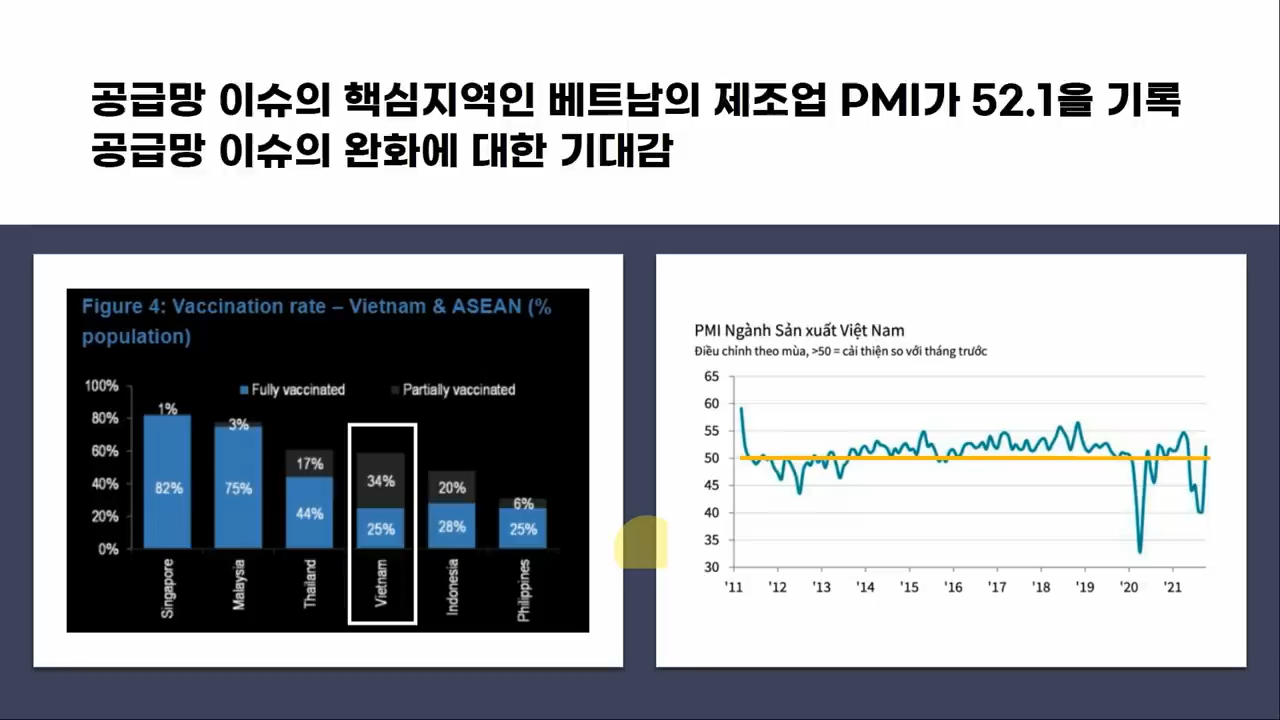 공급망 이슈의 핵심지역인 베트남의 제조업 PMI가 52.1을 기록
공급망 이슈의 완화에 대한 기대감
Figure 4: Vaccination rate – Vietnam & ASEAN (%
population)
Fully vaccinated
Partially vaccinated
100%
80%
60%
40%
20%
0%
1%
82%
3%
75%
17%
44%
34%
25%
20%
28%
6%
25%
Singapore
Malaysia
Thailand
Vietnam
Indonesia
Philippines
PMI Ngành Sản xuất Việt Nam
Điều chỉnh theo mùa, >50 = cải thiện so với tháng trước
65
60
55
50
45
40
35
30
'11 '12 '13 '14 '15 '16 '17 '18 '19 '20 '21